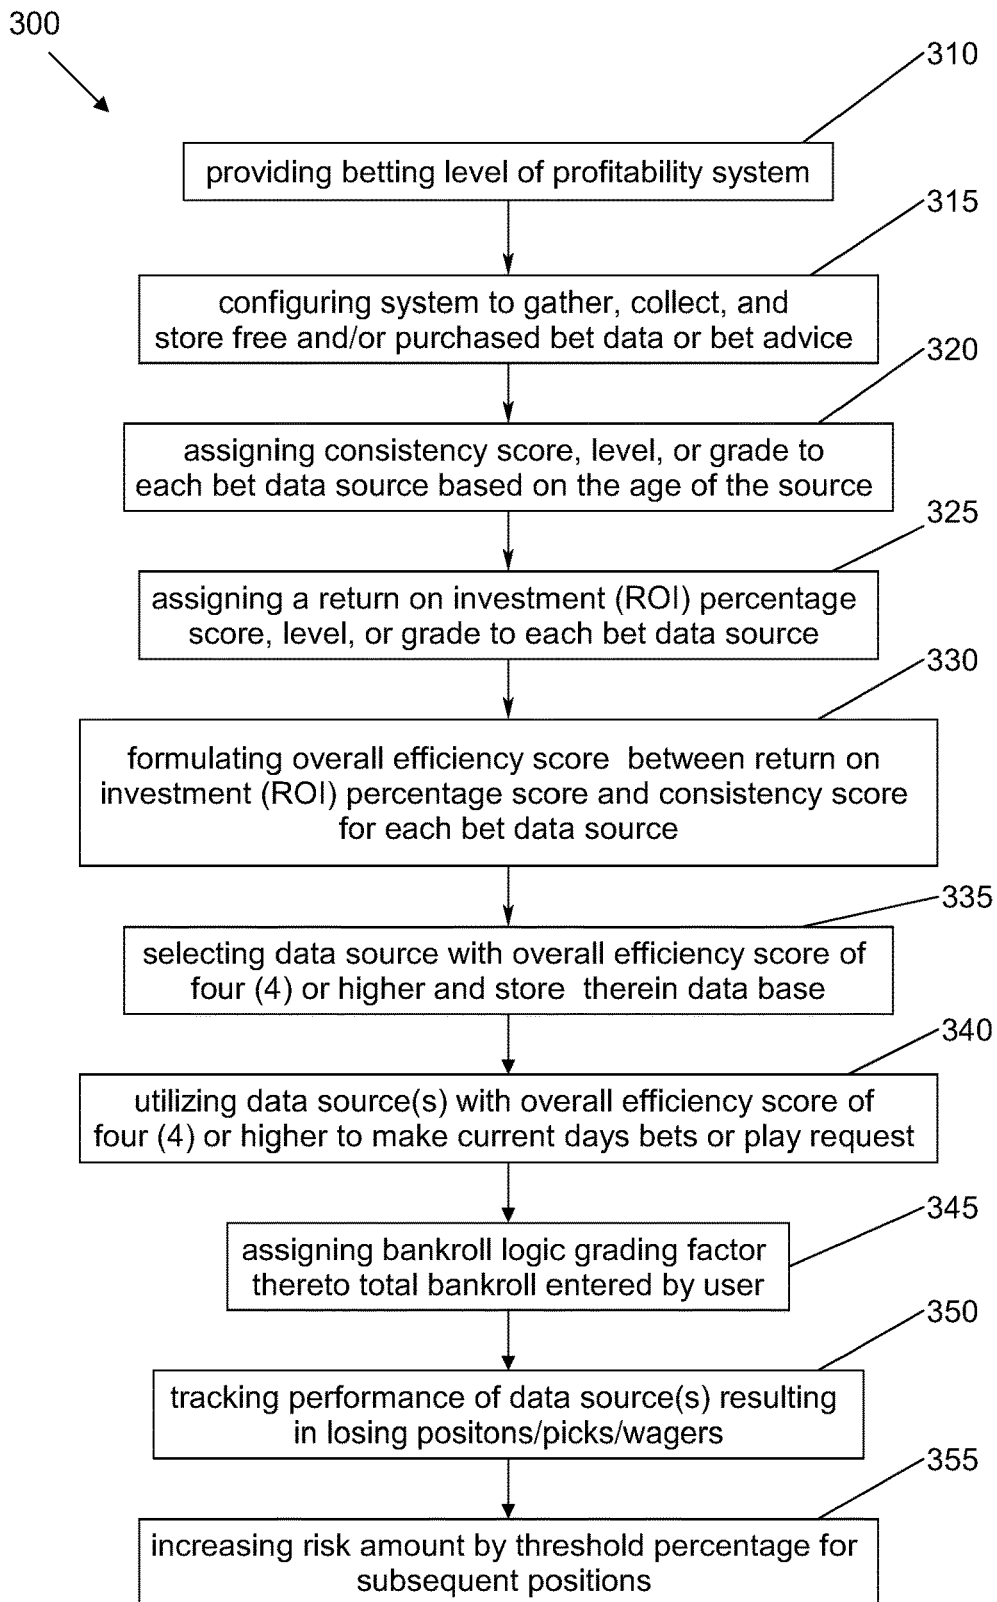 300
310
providing betting level of profitability system
315
configuring system to gather, collect, and
store free and/or purchased bet data or bet advice
320
assigning consistency score, level, or grade to
each bet data source based on the age of the source
325
assigning a return on investment (ROI) percentage
score, level, or grade to each bet data source
330
formulating overall efficiency score between return on
investment (ROI) percentage score and consistency score
for each bet data source
335
selecting data source with overall efficiency score of
four (4) or higher and store therein data base
340
utilizing data source(s) with overall efficiency score of
four (4) or higher to make current days bets or play request
345
assigning bankroll logic grading factor
thereto total bankroll entered by user
350
tracking performance of data source(s) resulting
in losing positons/picks/wagers
355
increasing risk amount by threshold percentage for
subsequent positions